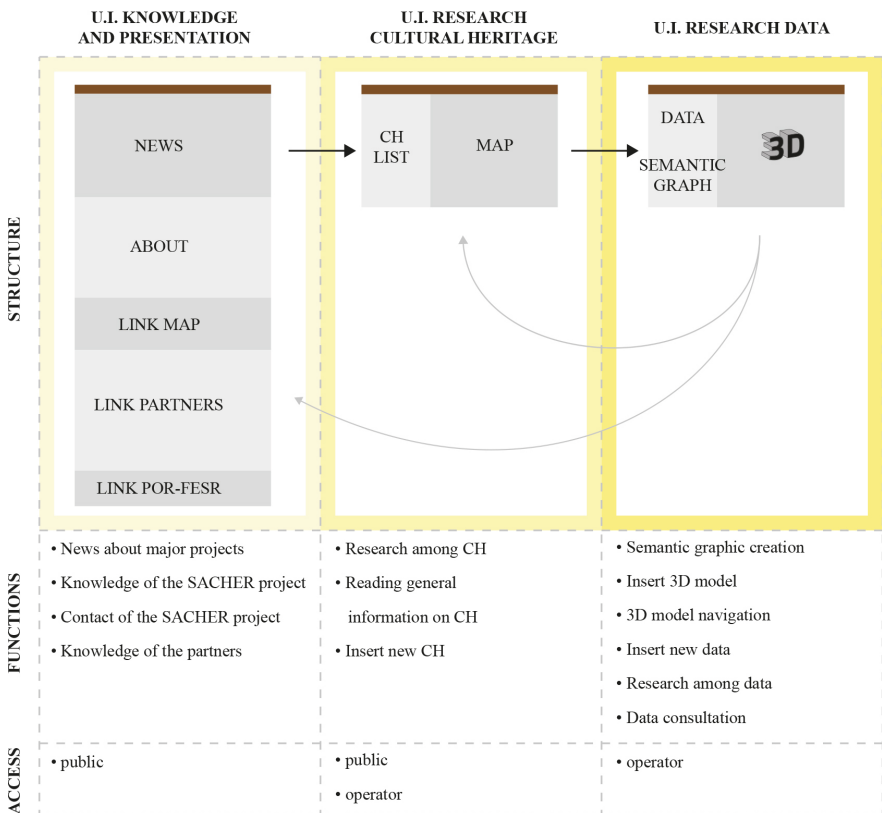 U.I. KNOWLEDGE
AND PRESENTATION
U.I. RESEARCH
CULTURAL HERITAGE
U.I. RESEARCH DATA
STRUCTURE
NEWS
ABOUT
LINK MAP
LINK PARTNERS
LINK POR-FESR
CH
LIST
MAP
DATA
SEMANTIC
GRAPH
3D
FUNCTIONS
• News about major projects
• Knowledge of the SACHER project
• Contact of the SACHER project
• Knowledge of the partners
• Research among CH
• Reading general
information on CH
• Insert new CH
• Semantic graphic creation
• Insert 3D model
• 3D model navigation
• Insert new data
• Research among data
• Data consultation
ACCESS
• public
• public
• operator
• operator